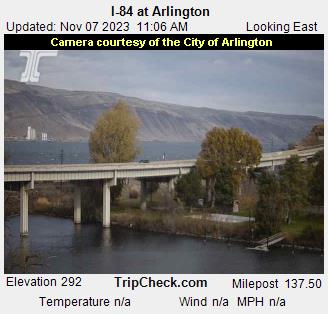 I-84 at Arlington
Updated: Nov 07 2023 11:06 AM Looking East
Camera courtesy of the City of Arlington
Elevation 292 TripCheck.com Milepost 137.50
Temperature n/a Wind n/a MPH n/a